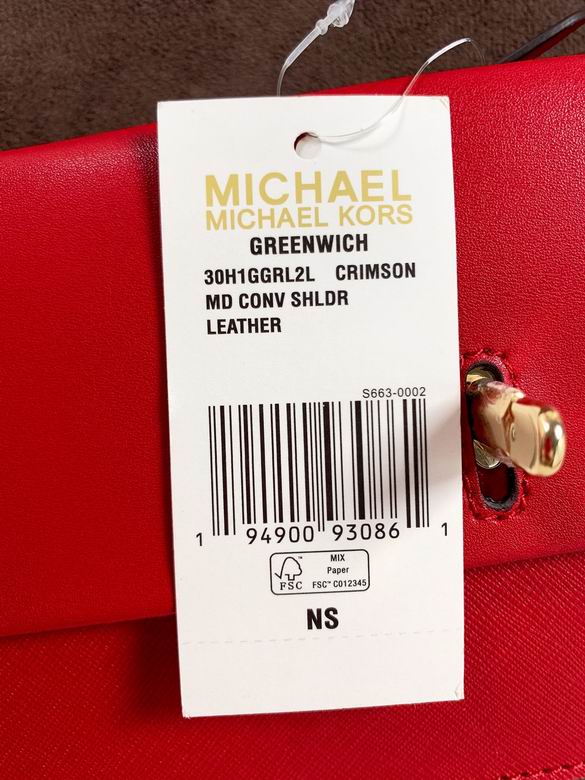 MICHAEL
MICHAEL KORS
GREENWICH
30H1GGRL2L CRIMSON
MD CONV SHLDR
LEATHER
S663-0002
1 94900 93086 1
FSC™
MIX
Paper
FSC™ C012345
NS